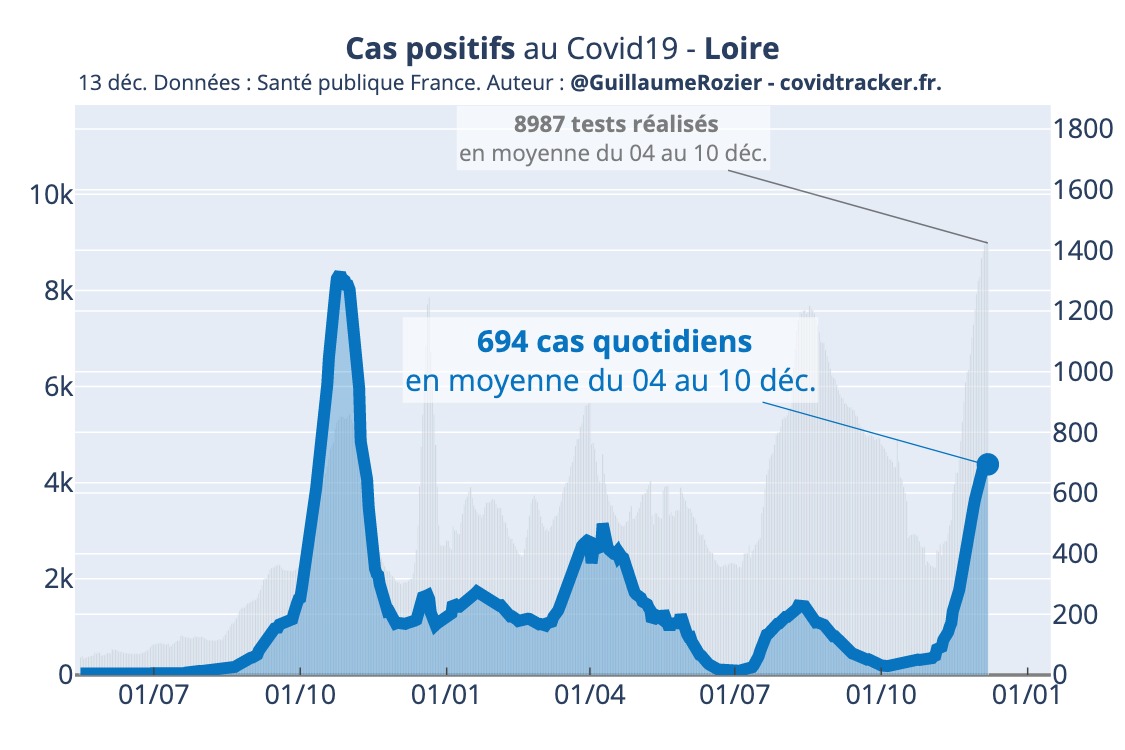 Cas positifs au Covid19 - Loire
13 déc. Données : Santé publique France. Auteur : @GuillaumeRozier - covidtracker.fr.
8987 tests réalisés
en moyenne du 04 au 10 déc.
694 cas quotidiens
en moyenne du 04 au 10 déc.
10k
8k
6k
4k
2k
0
1800
1600
1400
1200
1000
800
600
400
200
0
01/07
01/10
01/01
01/04
01/07
01/10
01/01